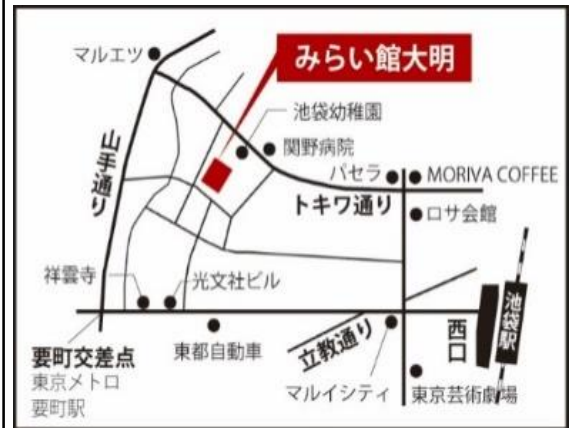 みらい館大明
マルエツ
池袋幼稚園
関野病院
山手通り
パセラ
MORIVA COFFEE
トキワ通り
ロサ会館
祥雲寺
光文社ビル
池袋駅
西口
立教通り
要町交差点
東京メトロ
要町駅
東都自動車
マルイシティ
東京芸術劇場